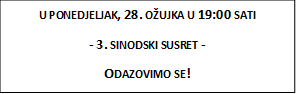 U PONEDJELJAK, 28. OŽUJKA U 19:00 SATI
- 3. SINODSKI SUSRET -
ODAZOVIMO SE!